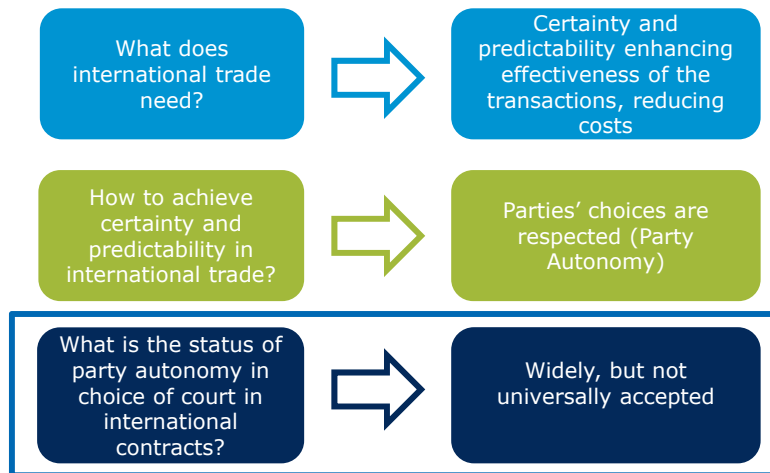 What does
international trade
need?
Certainty and
predictability enhancing
effectiveness of the
transactions, reducing
costs
How to achieve
certainty and
predictability in
international trade?
Parties’ choices are
respected (Party
Autonomy)
What is the status of
party autonomy in
choice of court in
international
contracts?
Widely, but not
universally accepted